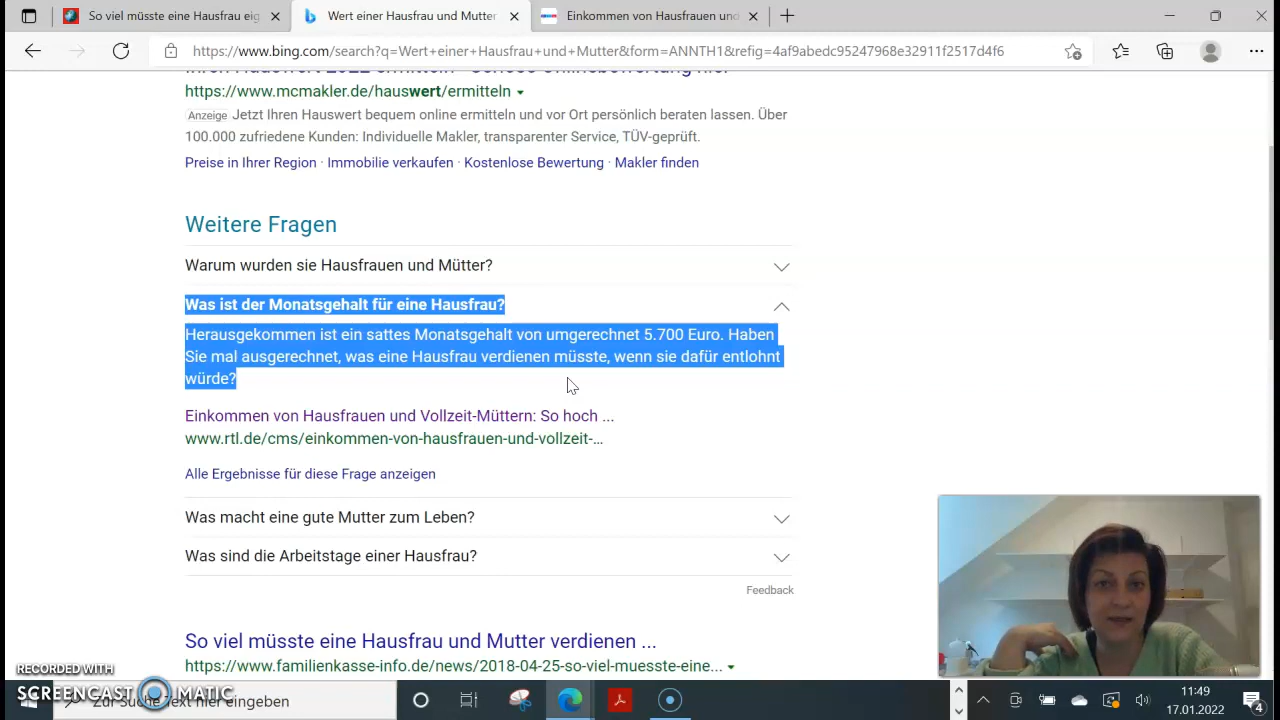 So viel müsste eine Hausfrau eig
Wert einer Hausfrau und Mutter
Einkommen von Hausfrauen und
https://www.bing.com/search?q=Wert+einer+Hausfrau+und+Mutter&form=ANNTH1&refig=4af9abedc95247968e32911f2517d4f6
https://www.mcmakler.de/hauswert/ermitteln
Anzeige Jetzt Ihren Hauswert bequem online ermitteln und vor Ort persönlich beraten lassen. Über
100.000 zufriedene Kunden: Individuelle Makler, transparenter Service, TÜV-geprüft.
Preise in Ihrer Region · Immobilie verkaufen · Kostenlose Bewertung · Makler finden
Weitere Fragen
Warum wurden sie Hausfrauen und Mütter?
Was ist der Monatsgehalt für eine Hausfrau?
Herausgekommen ist ein sattes Monatsgehalt von umgerechnet 5.700 Euro. Haben
Sie mal ausgerechnet, was eine Hausfrau verdienen müsste, wenn sie dafür entlohnt
würde?
Einkommen von Hausfrauen und Vollzeit-Müttern: So hoch ...
www.rtl.de/cms/einkommen-von-hausfrauen-und-vollzeit-...
Alle Ergebnisse für diese Frage anzeigen
Was macht eine gute Mutter zum Leben?
Was sind die Arbeitstage einer Hausfrau?
Feedback
So viel müsste eine Hausfrau und Mutter verdienen ...
https://www.familienkasse-info.de/news/2018-04-25-so-viel-muesste-eine...
RECORDED WITH
SCREENCAST MATIC
Zur Suche Text hier eingeben
11:49
17.01.2022
4